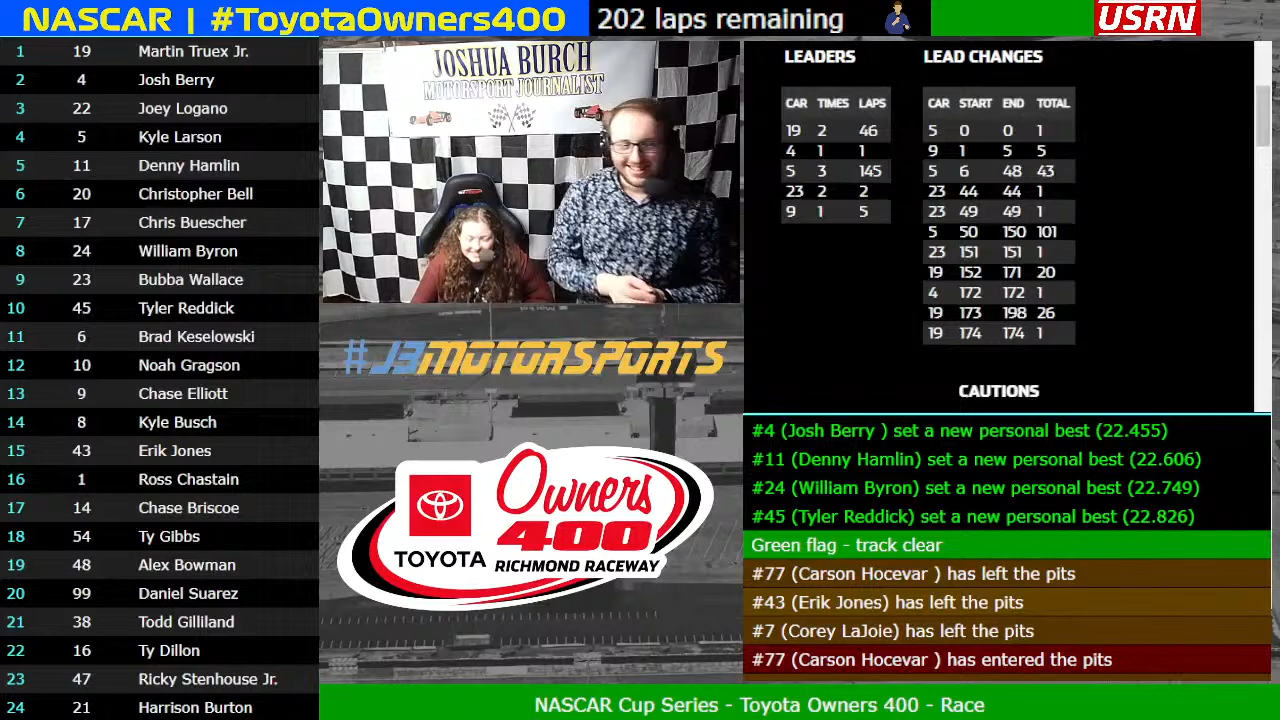 NASCAR | #ToyotaOwners400
202 laps remaining
USRN
1 19 Martin Truex Jr.
2 4 Josh Berry
3 22 Joey Logano
4 5 Kyle Larson
5 11 Denny Hamlin
6 20 Christopher Bell
7 17 Chris Buescher
8 24 William Byron
9 23 Bubba Wallace
10 45 Tyler Reddick
11 6 Brad Keselowski
12 10 Noah Gragson
13 9 Chase Elliott
14 8 Kyle Busch
15 43 Erik Jones
16 1 Ross Chastain
17 14 Chase Briscoe
18 54 Ty Gibbs
19 48 Alex Bowman
20 99 Daniel Suarez
21 38 Todd Gilliland
22 16 Ty Dillon
23 47 Ricky Stenhouse Jr.
24 21 Harrison Burton
JOSHUA BURCH
MOTORSPORT JOURNALIST
#JBMOTORSPORTS
TOYOTA
Owners
400
RICHMOND RACEWAY
LEADERS
CAR TIMES LAPS
19 2 46
4 1 1
5 3 145
23 2 2
9 1 5
LEAD CHANGES
CAR START END TOTAL
5 0 0 1
9 1 5 5
5 6 48 43
23 44 44 1
23 49 49 1
5 50 150 101
23 151 151 1
19 152 171 20
4 172 172 1
19 173 198 26
19 174 174 1
CAUTIONS
#4 (Josh Berry ) set a new personal best (22.455)
#11 (Denny Hamlin) set a new personal best (22.606)
#24 (William Byron) set a new personal best (22.749)
#45 (Tyler Reddick) set a new personal best (22.826)
Green flag - track clear
#77 (Carson Hocevar ) has left the pits
#43 (Erik Jones) has left the pits
#7 (Corey LaJoie) has left the pits
#77 (Carson Hocevar ) has entered the pits
NASCAR Cup Series - Toyota Owners 400 - Race